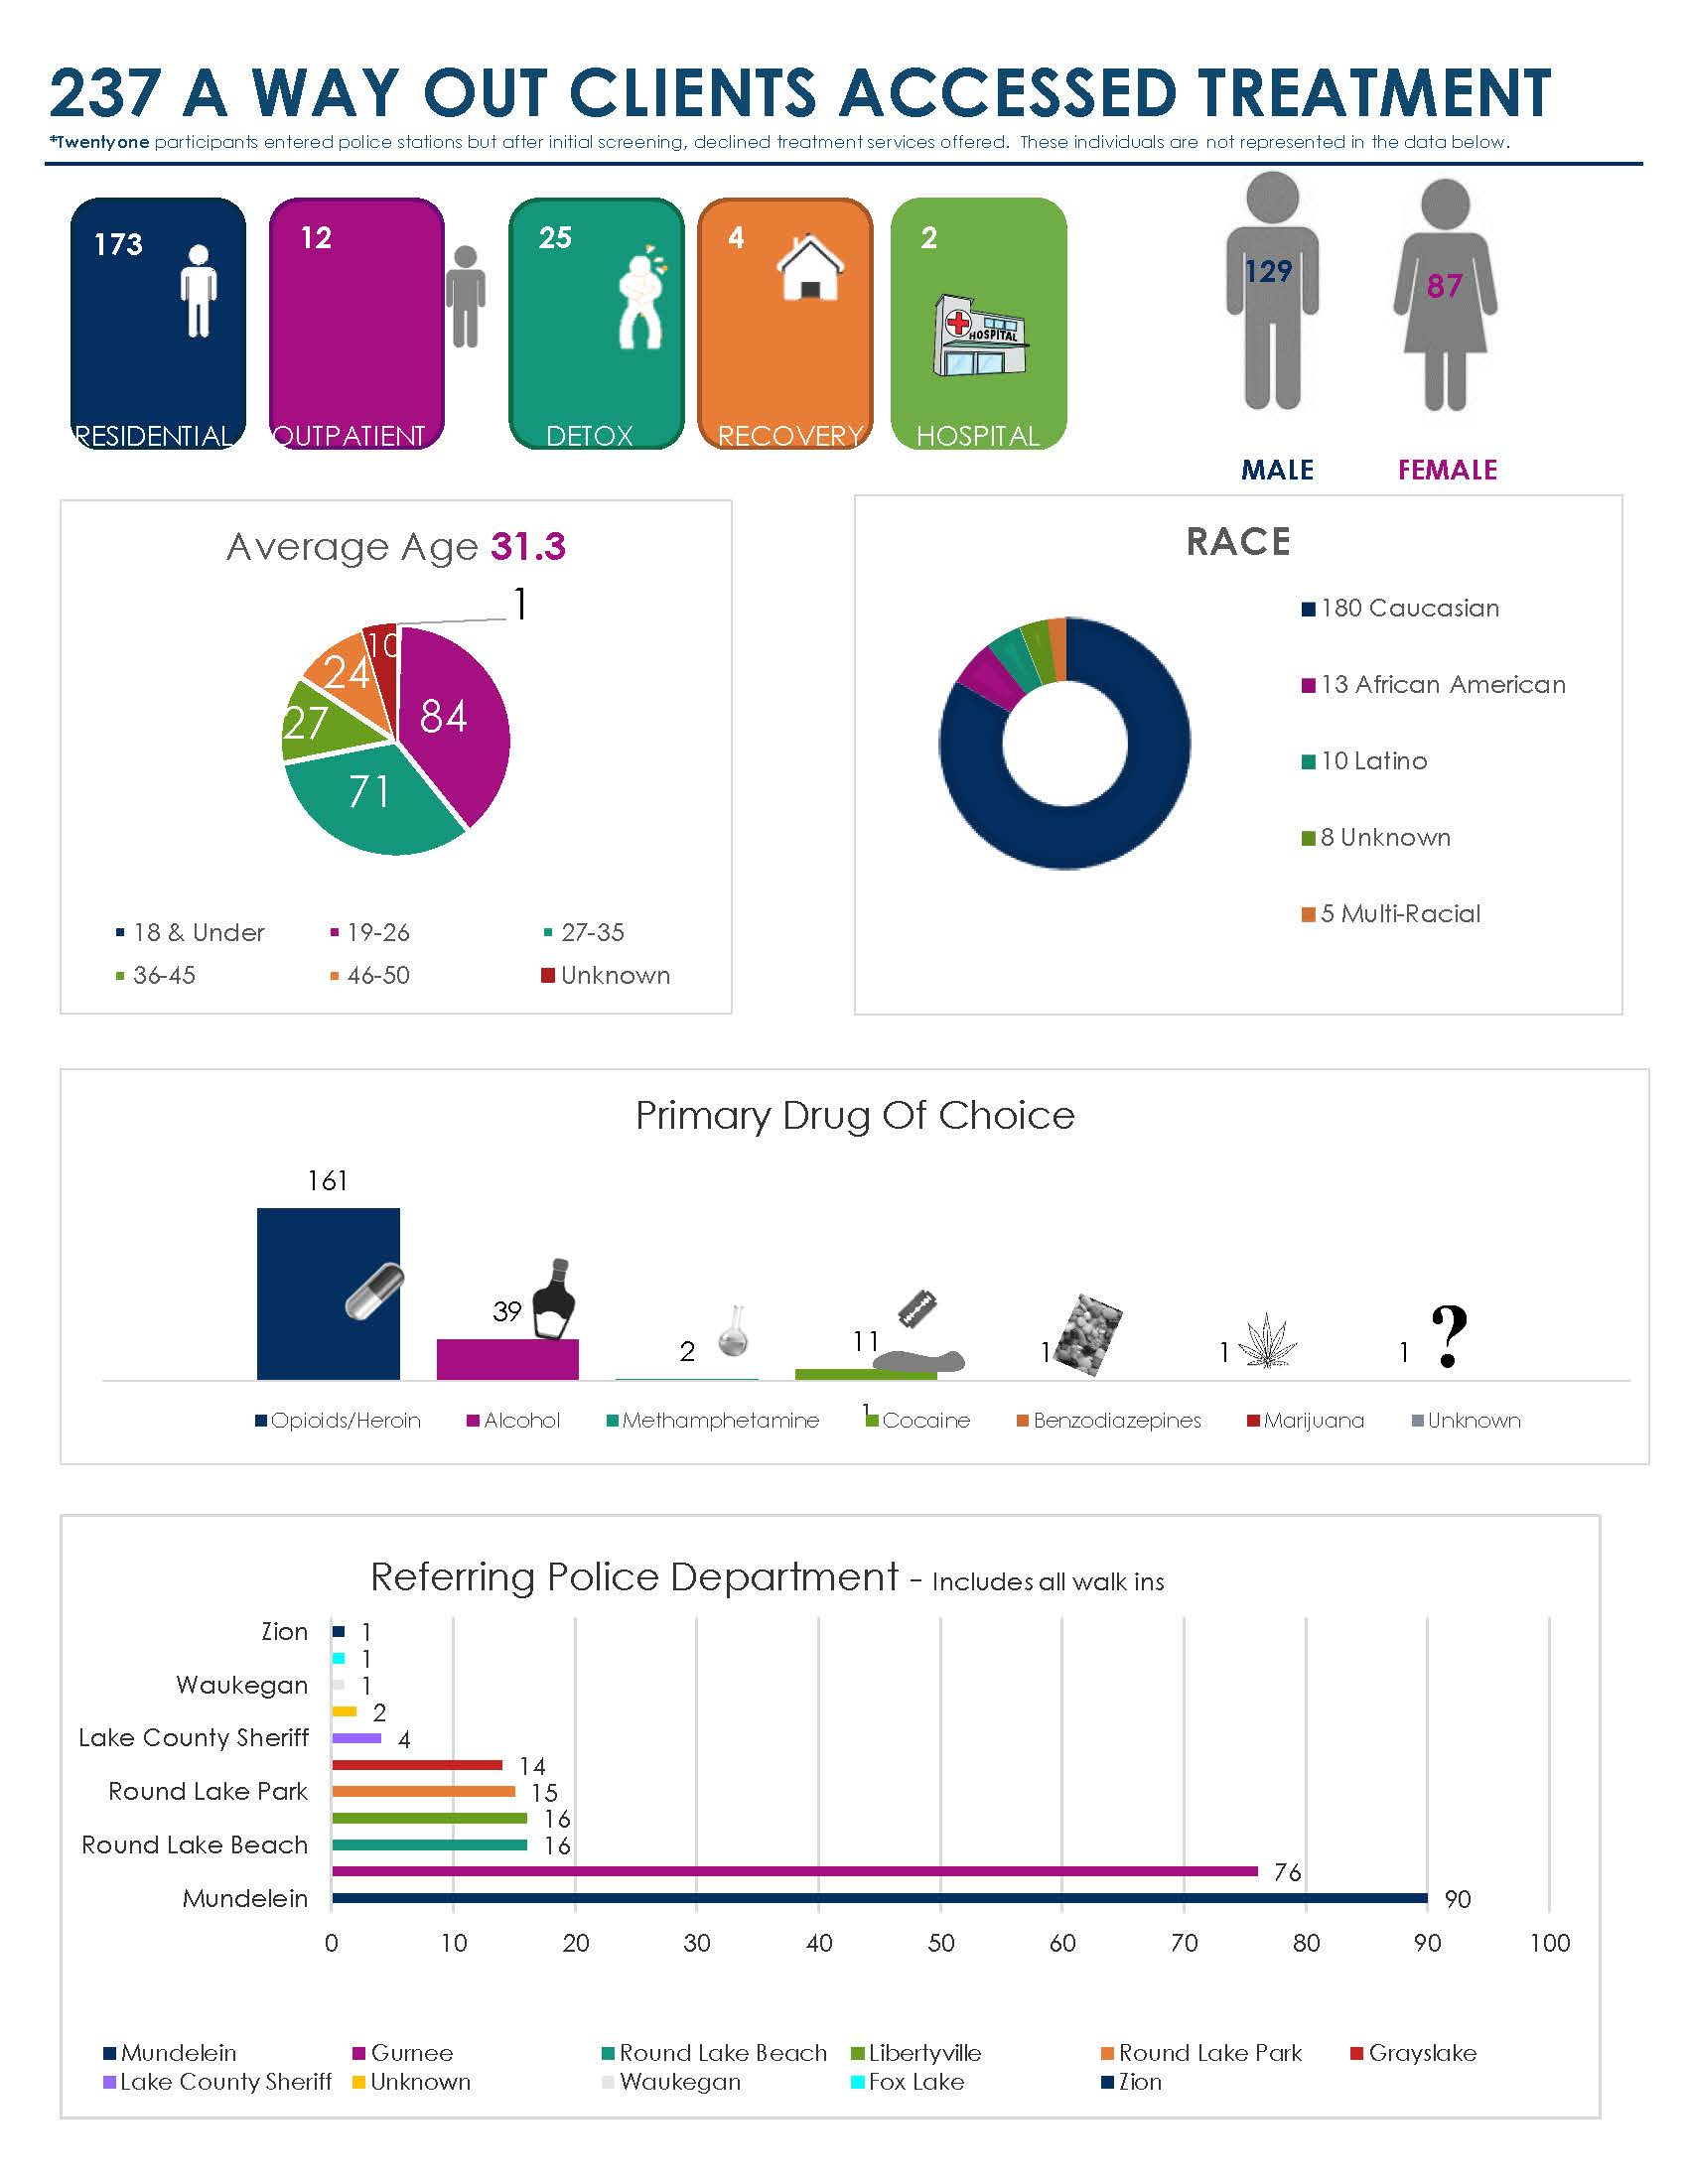 237 A WAY OUT CLIENTS ACCESSED TREATMENT
*Twentyone participants entered police stations but after initial screening, declined treatment services offered. These individuals are not represented in the data below.
173
12
25
4
2
HOSPITAL
129
87
RESIDENTIAL
OUTPATIENT
DETOX
RECOVERY
HOSPITAL
MALE
FEMALE
Average Age 31.3
1
10
24
27
84
71
18 & Under
19-26
27-35
36-45
46-50
Unknown
RACE
180 Caucasian
13 African American
10 Latino
8 Unknown
5 Multi-Racial
Primary Drug Of Choice
161
39
2
11
1
1
1
?
1
Opioids/Heroin
Alcohol
Methamphetamine
Cocaine
Benzodiazepines
Marijuana
Unknown
Referring Police Department - Includes all walk ins
Zion 1
1
Waukegan 1
2
Lake County Sheriff 4
14
Round Lake Park 15
16
Round Lake Beach 16
76
Mundelein 90
0 10 20 30 40 50 60 70 80 90 100
Mundelein Gurnee Round Lake Beach Libertyville Round Lake Park Grayslake
Lake County Sheriff Unknown Waukegan Fox Lake Zion